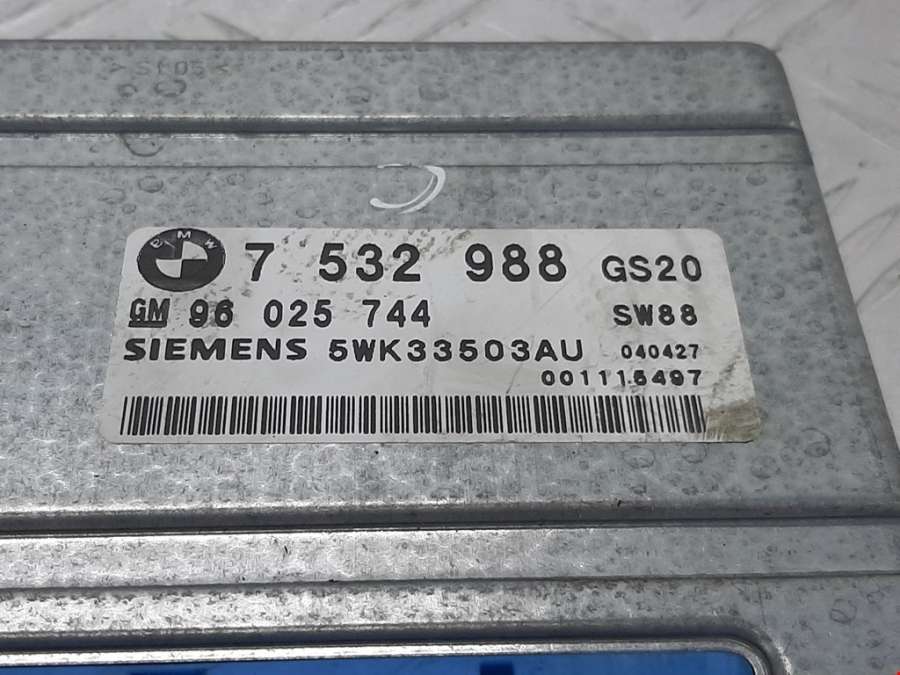 BMW 7 532 988 GS20
GM 96 025 744 SW88
SIEMENS 5WK33503AU 040427
001115497